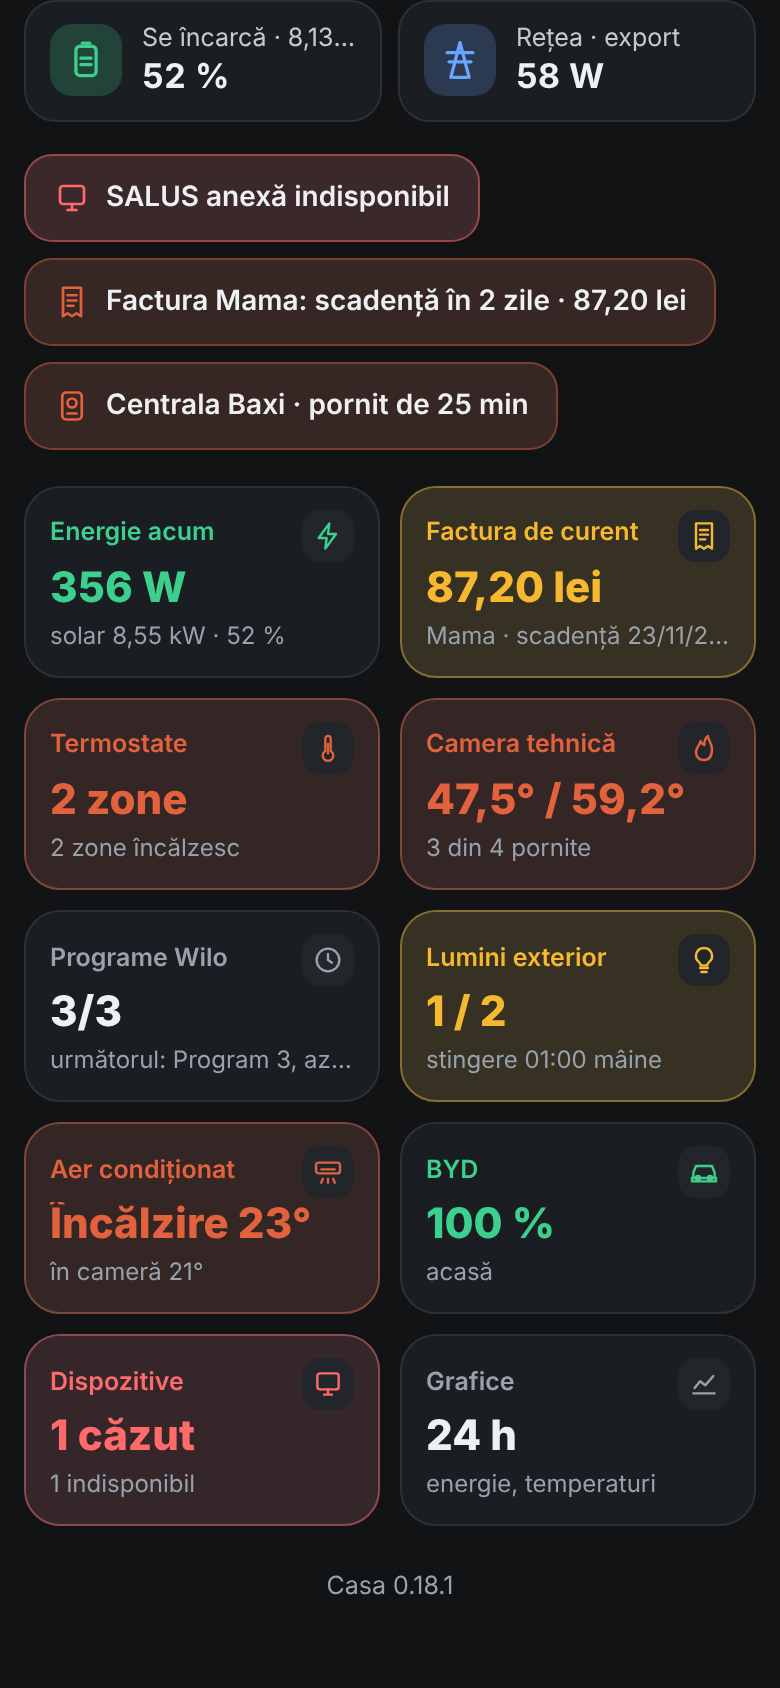 Se încarcă · 8,13...
52 %
Rețea · export
58 W
SALUS anexă indisponibil
Factura Mama: scadență în 2 zile · 87,20 lei
Centrala Baxi · pornit de 25 min
Energie acum
356 W
solar 8,55 kW · 52 %
Factura de curent
87,20 lei
Mama · scadență 23/11/2...
Termostate
2 zone
2 zone încălzesc
Camera tehnică
47,5° / 59,2°
3 din 4 pornite
Programe Wilo
3/3
următorul: Program 3, az...
Lumini exterior
1 / 2
stingere 01:00 mâine
Aer condiționat
Încălzire 23°
în cameră 21°
BYD
100 %
acasă
Dispozitive
1 căzut
1 indisponibil
Grafice
24 h
energie, temperaturi
Casa 0.18.1